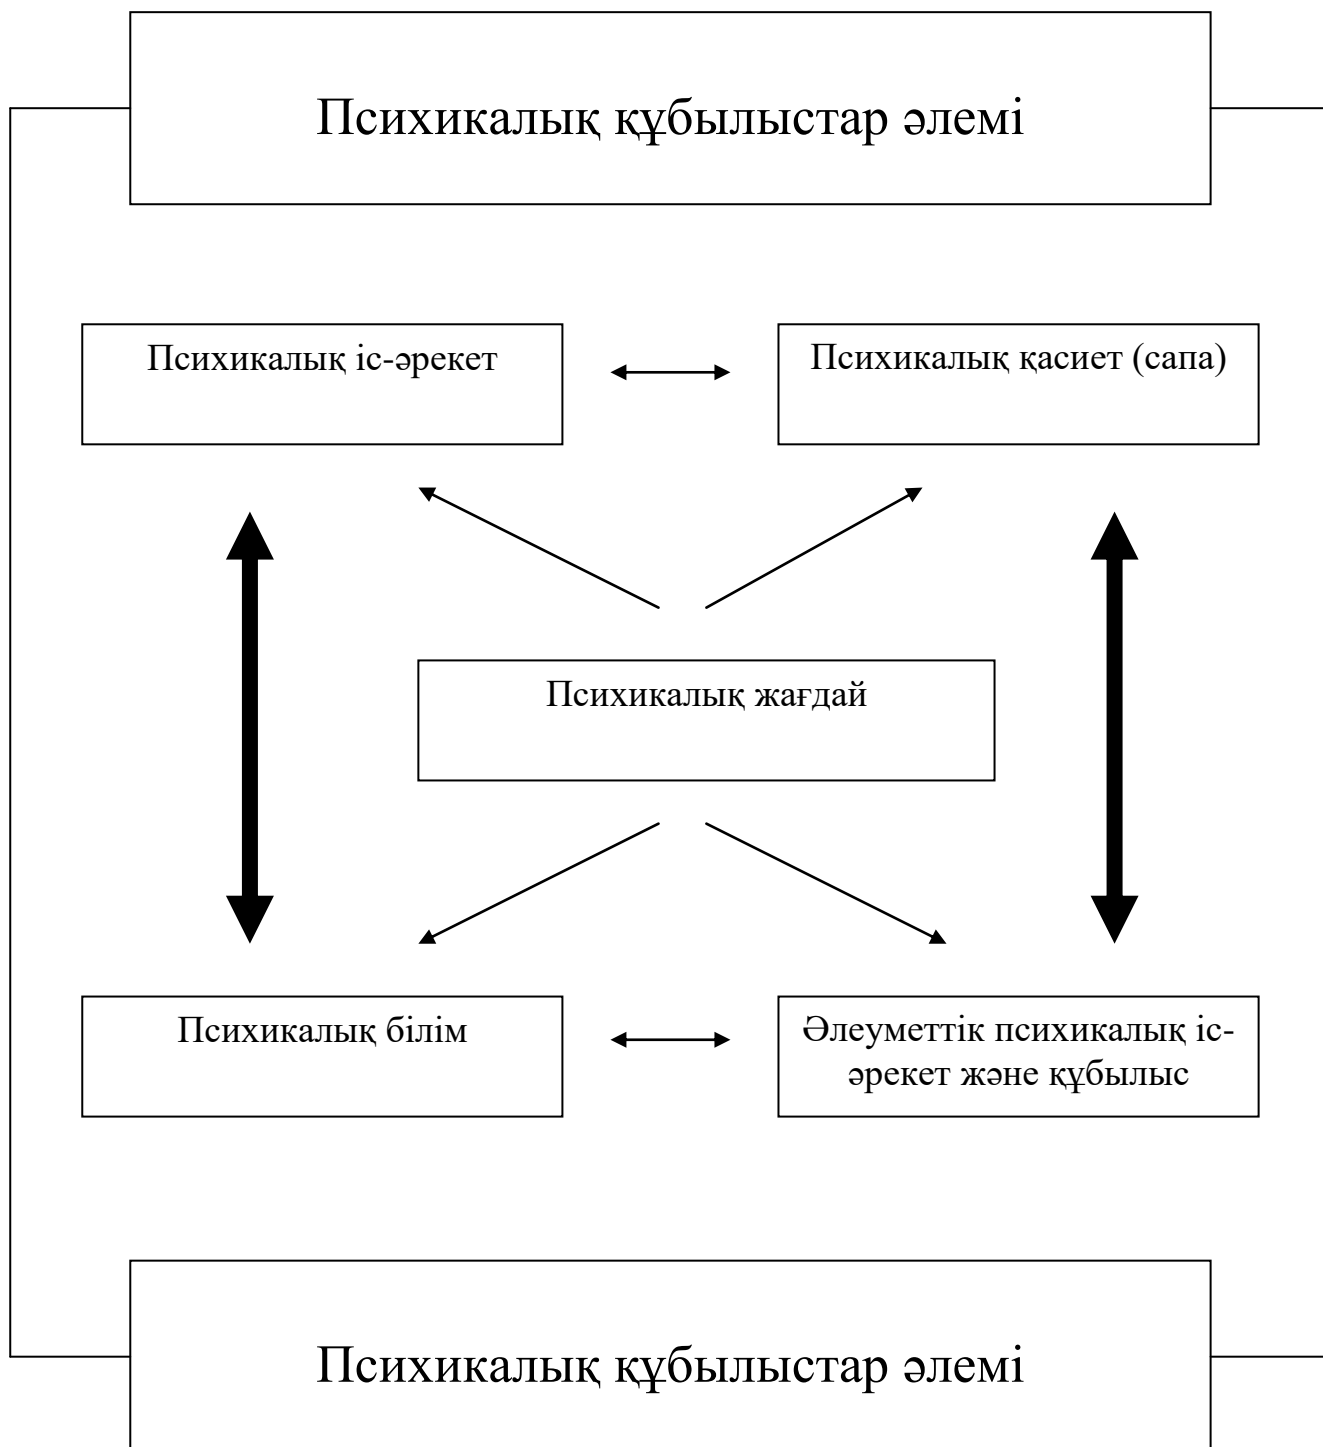 Психикалық құбылыстар әлемі
Психикалық іс-әрекет
Психикалық қасиет (сапа)
Психикалық жағдай
Психикалық білім
Әлеуметтік психикалық іс-
әрекет және құбылыс
Психикалық құбылыстар әлемі